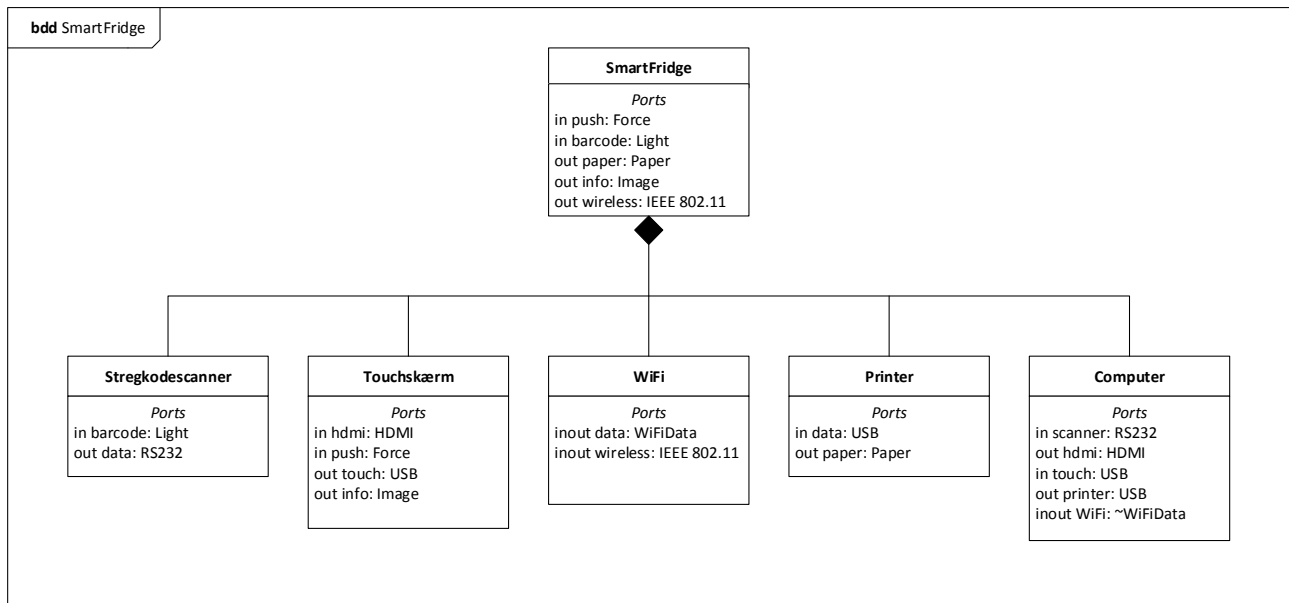 bdd SmartFridge
SmartFridge
Ports
in push: Force
in barcode: Light
out paper: Paper
out info: Image
out wireless: IEEE 802.11
Stregkodescanner
Ports
in barcode: Light
out data: RS232
Touchskærm
Ports
in hdmi: HDMI
in push: Force
out touch: USB
out info: Image
WiFi
Ports
inout data: WiFiData
inout wireless: IEEE 802.11
Printer
Ports
in data: USB
out paper: Paper
Computer
Ports
in scanner: RS232
out hdmi: HDMI
in touch: USB
out printer: USB
inout WiFi: ~WiFiData